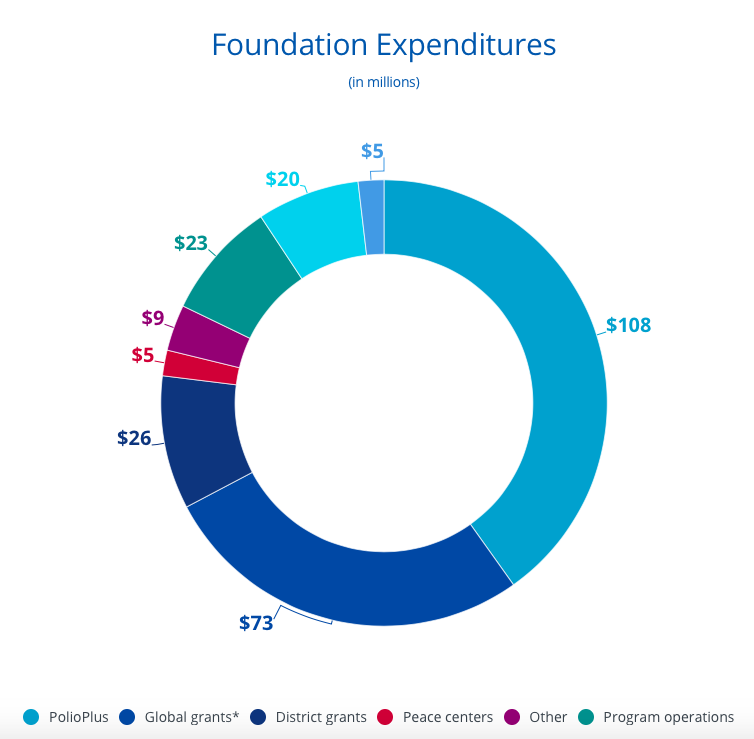 Foundation Expenditures
(in millions)
$5
$20
$23
$9
$108
$5
$26
$73
PolioPlus Global grants* District grants Peace centers Other Program operations